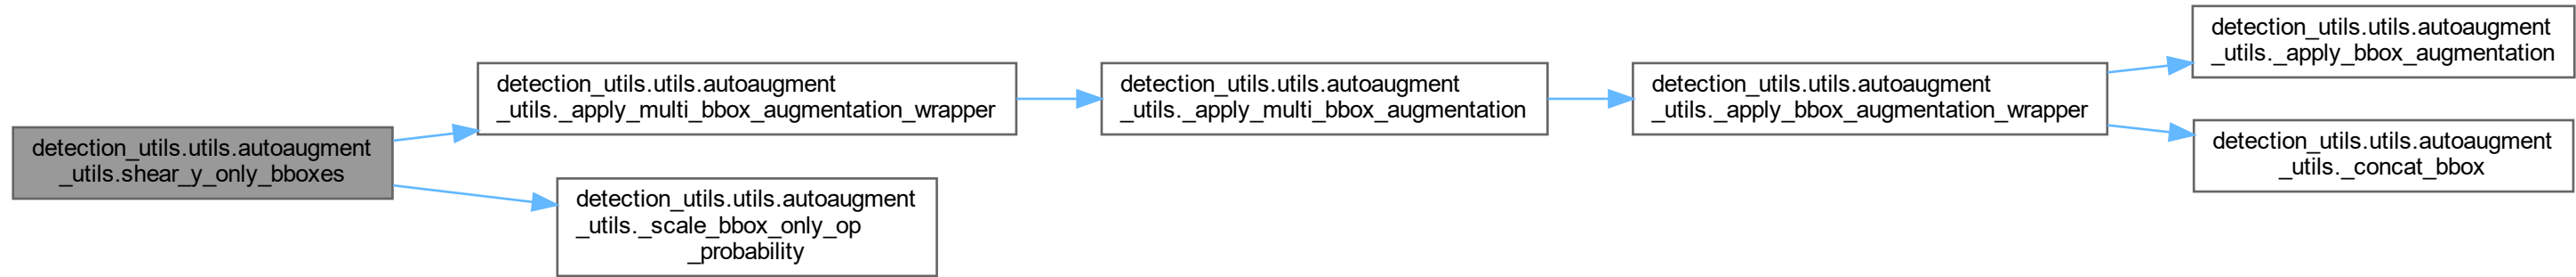 detection_utils.utils.autoaugment
_utils.shear_y_only_bboxes
detection_utils.utils.autoaugment
_utils._apply_multi_bbox_augmentation_wrapper
detection_utils.utils.autoaugment
_utils._scale_bbox_only_op
_probability
detection_utils.utils.autoaugment
_utils._apply_multi_bbox_augmentation
detection_utils.utils.autoaugment
_utils._apply_bbox_augmentation_wrapper
detection_utils.utils.autoaugment
_utils._apply_bbox_augmentation
detection_utils.utils.autoaugment
_utils._concat_bbox